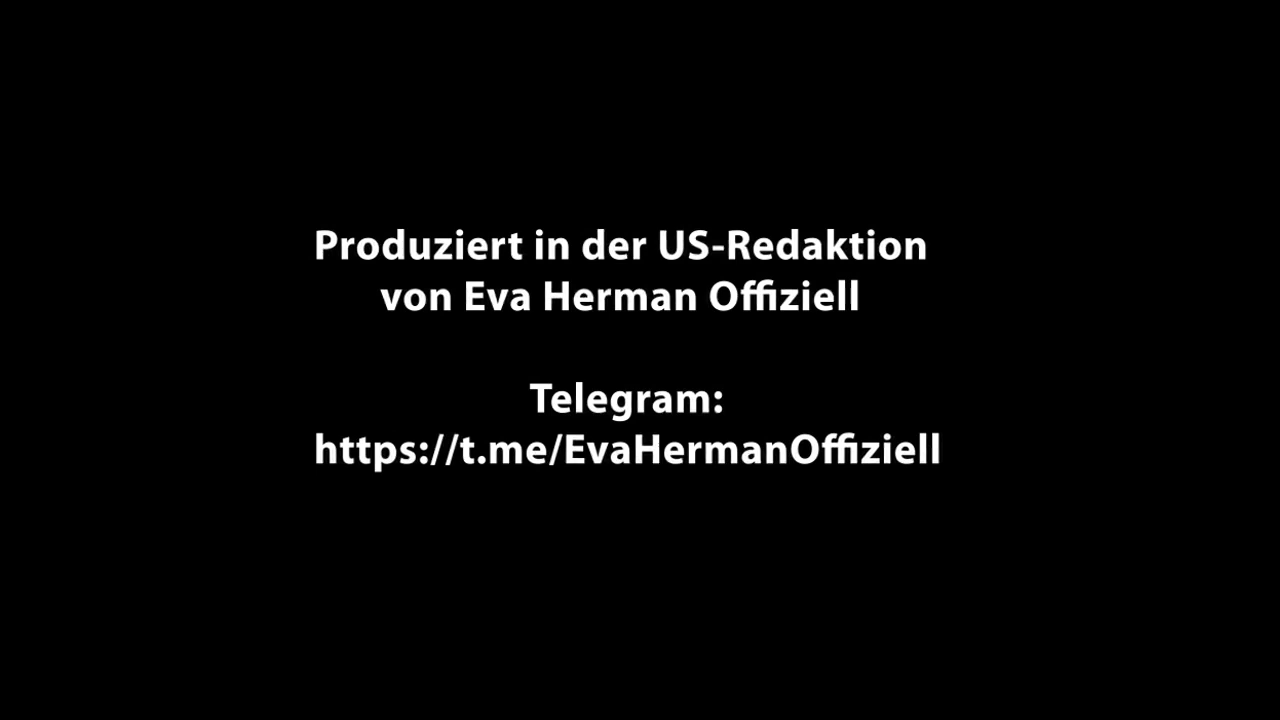 Produziert in der US-Redaktion
von Eva Herman Offiziell
Telegram:
https://t.me/EvaHermanOffiziell